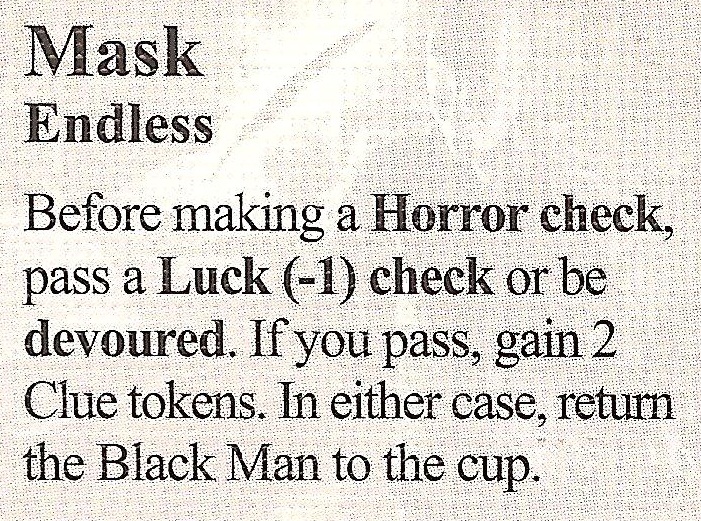 Mask
Endless
Before making a Horror check,
pass a Luck (-1) check or be
devoured. If you pass, gain 2
Clue tokens. In either case, return
the Black Man to the cup.